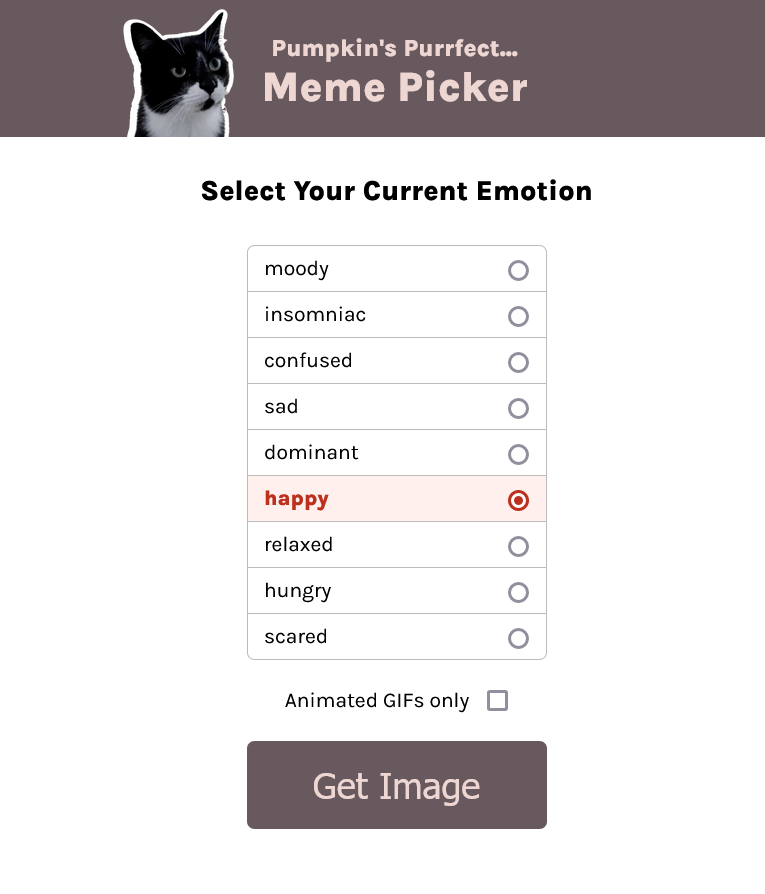 Pumpkin's Purrfect...
Meme Picker
Select Your Current Emotion
moody
insomniac
confused
sad
dominant
happy
relaxed
hungry
scared
Animated GIFs only
Get Image